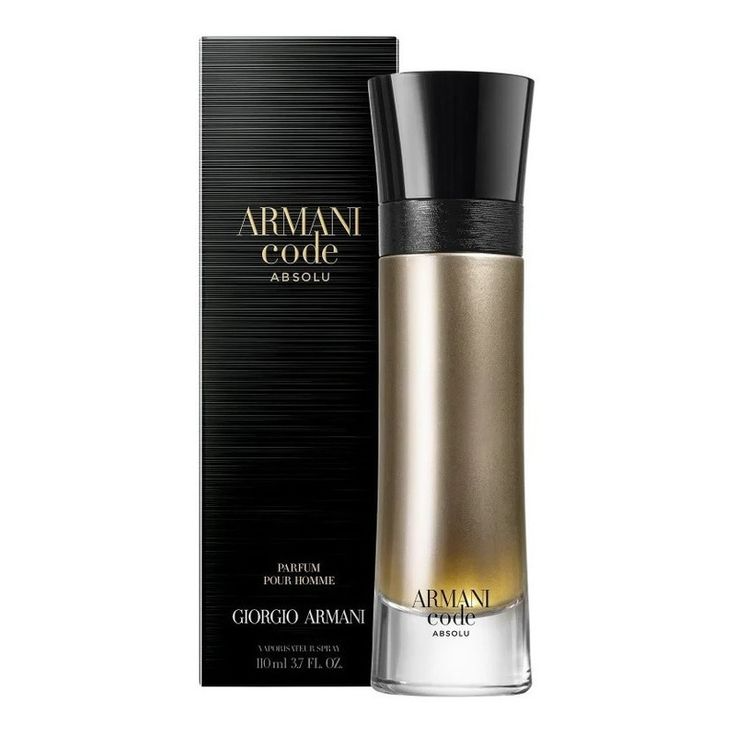 ARMANI
code
ABSOLU
PARFUM
POUR HOMME
GIORGIO ARMANI
VAPORISATEUR SPRAY
110 ml 3.7 FL. OZ.
ARMANI
code
ABSOLU